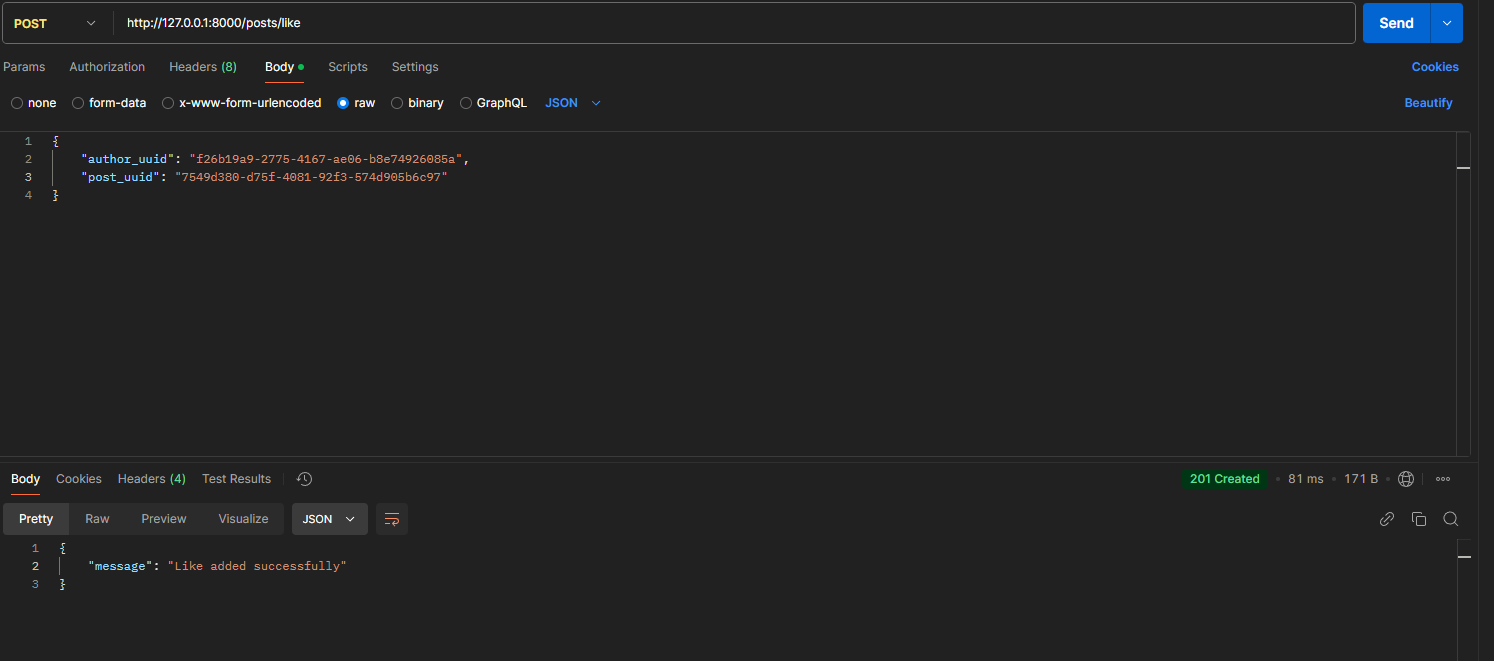 POST http://127.0.0.1:8000/posts/like Send
Params Authorization Headers (8) Body Scripts Settings Cookies
none form-data x-www-form-urlencoded raw binary GraphQL JSON Beautify
1 {
2 "author_uuid": "f26b19a9-2775-4167-ae06-b8e74926085a",
3 "post_uuid": "7549d380-d75f-4081-92f3-574d905b6c97"
4 }
Body Cookies Headers (4) Test Results 201 Created • 81 ms • 171 B •
Pretty Raw Preview Visualize JSON
1 {
2 "message": "Like added successfully"
3 }